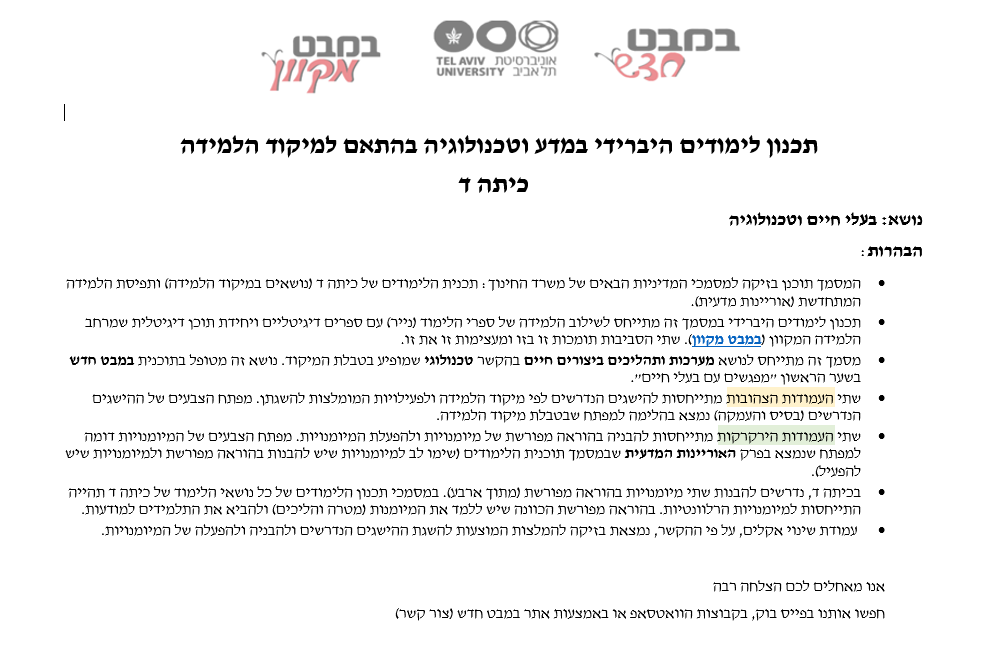 במבט חדש
TEL AVIV UNIVERSITY אוניברסיטת תל אביב
במבט מקוון
תכנון לימודים היברידי במדע וטכנולוגיה בהתאם למיקוד הלמידה
כיתה ד
נושא: בעלי חיים וטכנולוגיה
הבהרות:
המסמך תוכנן בזיקה למסמכי המדיניות הבאים של משרד החינוך: תכנית הלימודים של כיתה ד (נושאים במיקוד הלמידה) ותפיסת הלמידה
המתחדשת (אוריינות מדעית).
תכנון לימודים היברידי במסמך זה מתייחס לשילוב הלמידה של ספרי הלימוד (נייר) עם ספרים דיגיטליים ויחידת תוכן דיגיטלית שמרחב
הלמידה המקוון (במבט מקוון). שתי הסביבות תומכות זו בזו ומעצימות זו את זו.
מסמך זה מתייחס לנושא מערכות ותהליכים ביצורים חיים בהקשר טכנולוגי שמופיע בטבלת המיקוד. נושא זה מטופל בתוכנית במבט חדש
בשער הראשון "מפגשים עם בעלי חיים".
שתי העמודות הצהובות מתייחסות להישגים הנדרשים לפי מיקוד הלמידה ולפעילויות המומלצות להשגתן. מפתח הצבעים של ההישגים
הנדרשים (בסיס והעמקה) נמצא בהלימה למפתח שבטבלת מיקוד הלמידה.
שתי העמודות הירקרקות מתייחסות להבניה בהוראה מפורשת של מיומנויות ולהפעלת המיומנויות. מפתח הצבעים של המיומנויות דומה
למפתח שנמצא בפרק האוריינות המדעית שבמסמך תוכנית הלימודים (שימו לב למיומנויות שיש להבנות בהוראה מפורשת ולמיומנויות שיש
להפעיל).
בכיתה ד, נדרשים להבנות שתי מיומנויות בהוראה מפורשת (מתוך ארבע). במסמכי תכנון הלימודים של כל נושאי הלימוד של כיתה ד תהייה
התייחסות למיומנויות הרלוונטיות. בהוראה מפורשת הכוונה שיש ללמד את המיומנות (מטרה והליכים) ולהביא את התלמידים למודעות.
עמודת שינוי אקלים, על פי ההקשר, נמצאת בזיקה להמלצות המוצעות להשגת ההישגים הנדרשים ולהבניה ולהפעלה של המיומנויות.
אנו מאחלים לכם הצלחה רבה
חפשו אותנו בפייס בוק, בקבוצות הוואטסאפ או באמצעות אתר במבט חדש (צור קשר)